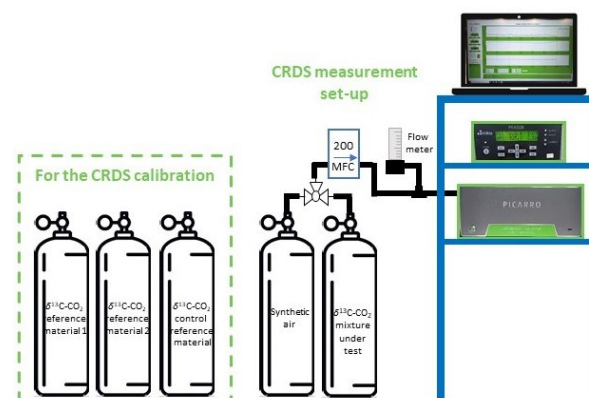 CRDS measurement
set-up
200
MFC
Flow
meter
PICARRO
For the CRDS calibration
δ¹³C-CO₂
reference
material 1
δ¹³C-CO₂
reference
material 2
δ¹³C-CO₂
control
reference
material
Synthetic
air
δ¹³C-CO₂
mixture
under
test